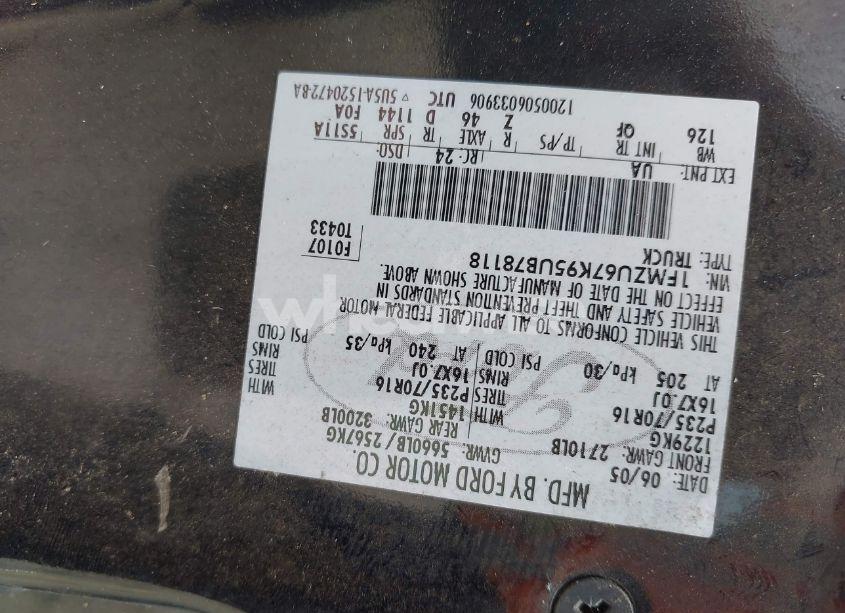 MFD. BY FORD MOTOR CO.
DATE: 06/05 GVWR: 5660LB / 2567KG
FRONT GAWR: 2710LB REAR GAWR: 3200LB
1229KG WITH 1451KG WITH
P235/70R16 TIRES P235/70R16 TIRES
16X7.0J RIMS 16X7.0J RIMS
AT 205 kPa/30 PSI COLD AT 240 kPa/35 PSI COLD
THIS VEHICLE CONFORMS TO ALL APPLICABLE FEDERAL MOTOR
VEHICLE SAFETY AND THEFT PREVENTION STANDARDS IN
EFFECT ON THE DATE OF MANUFACTURE SHOWN ABOVE.
VIN: 1FMZU67K95UB78118 F0107
TYPE: TRUCK T0433
EXT PNT: UA RC: 24 DSO:
WB INT TR TP/PS R AXLE TR SPR 5S11A
126 QF Z 46 D 1144 F0A
1200506033906 UTC ▽ 5U5A-1520472-BA